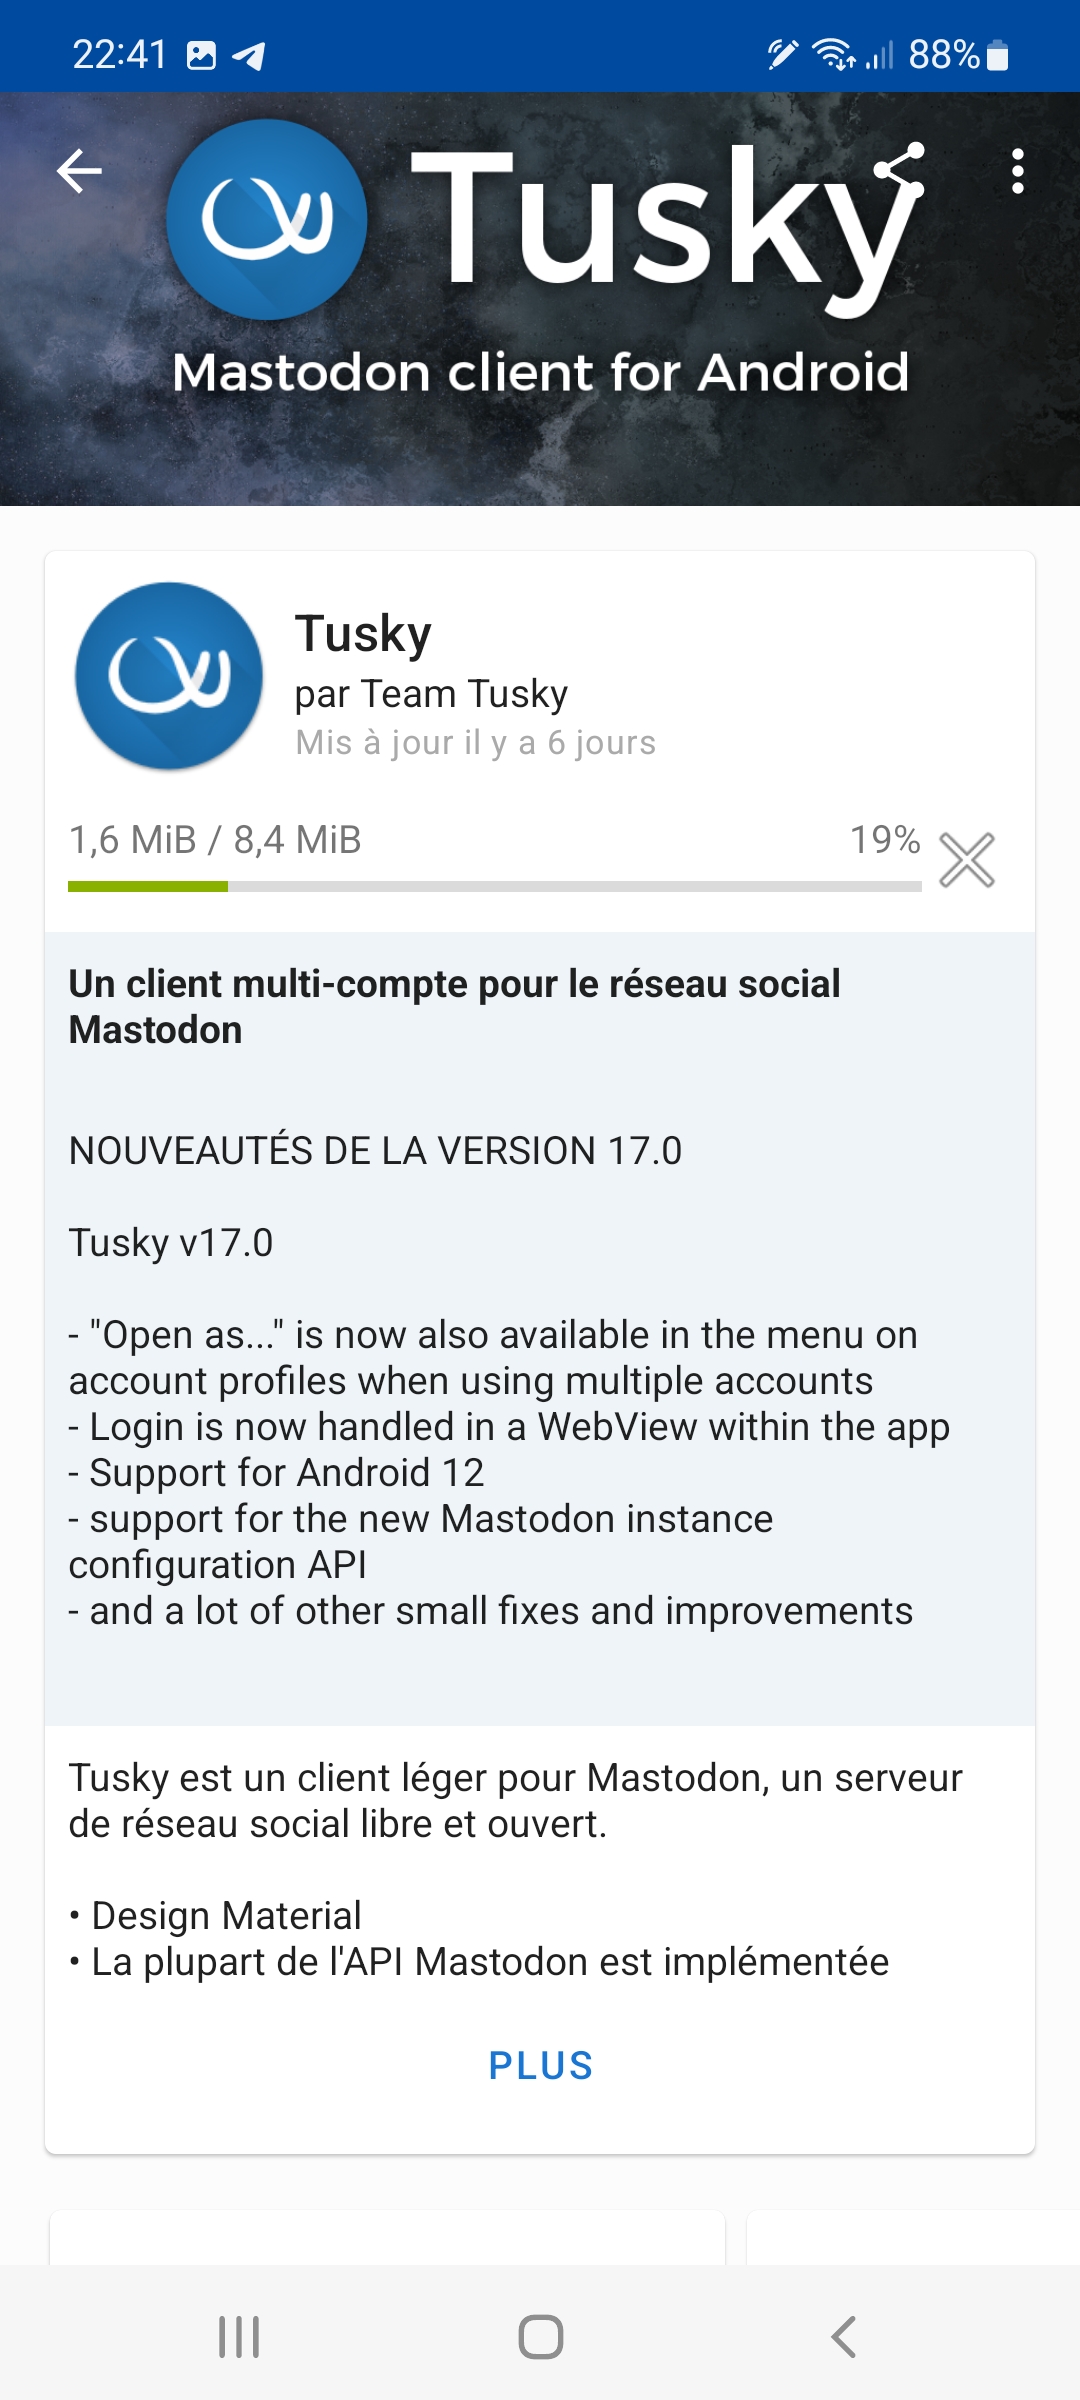 22:41 88%
Tusky
Mastodon client for Android
Tusky
par Team Tusky
Mis à jour il y a 6 jours
1,6 MiB / 8,4 MiB 19%
Un client multi-compte pour le réseau social
Mastodon
NOUVEAUTÉS DE LA VERSION 17.0
Tusky v17.0
- "Open as..." is now also available in the menu on
account profiles when using multiple accounts
- Login is now handled in a WebView within the app
- Support for Android 12
- support for the new Mastodon instance
configuration API
- and a lot of other small fixes and improvements
Tusky est un client léger pour Mastodon, un serveur
de réseau social libre et ouvert.
• Design Material
• La plupart de l'API Mastodon est implémentée
PLUS